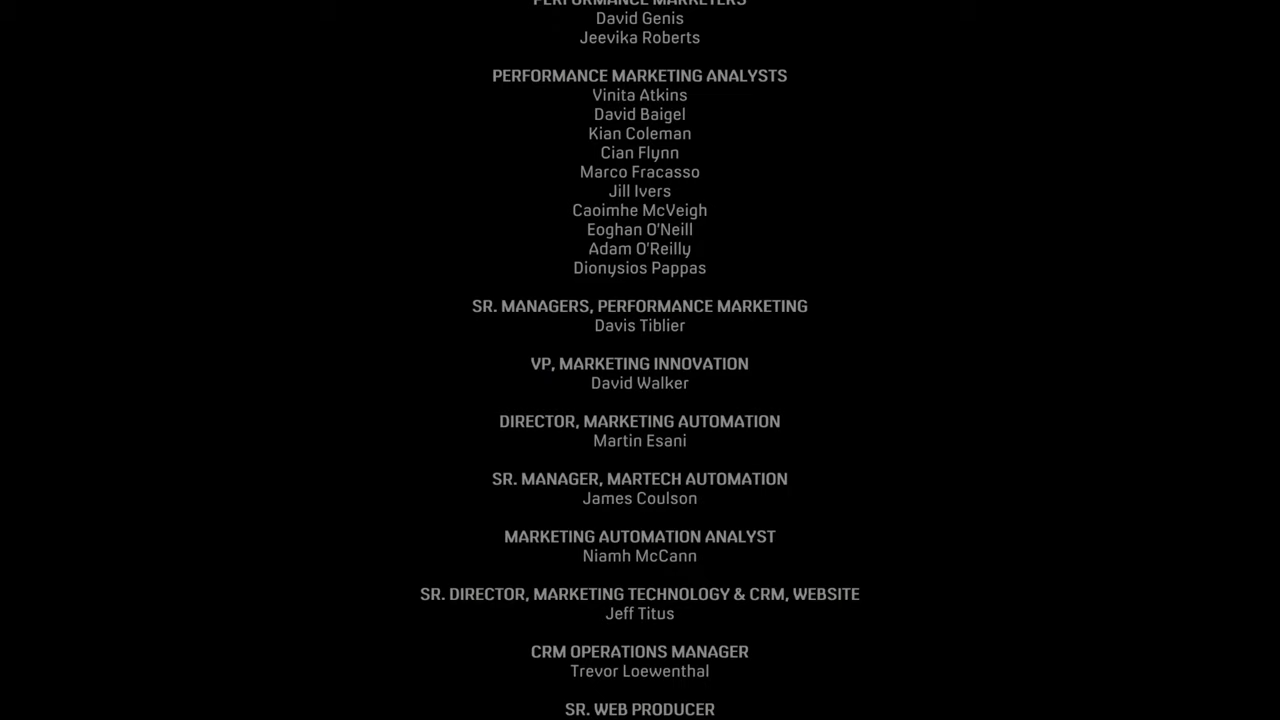 PERFORMANCE MARKETERS
David Genis
Jeevika Roberts
PERFORMANCE MARKETING ANALYSTS
Vinita Atkins
David Baigel
Kian Coleman
Cian Flynn
Marco Fracasso
Jill Ivers
Caoimhe McVeigh
Eoghan O'Neill
Adam O'Reilly
Dionysios Pappas
SR. MANAGERS, PERFORMANCE MARKETING
Davis Tiblier
VP, MARKETING INNOVATION
David Walker
DIRECTOR, MARKETING AUTOMATION
Martin Esani
SR. MANAGER, MARTECH AUTOMATION
James Coulson
MARKETING AUTOMATION ANALYST
Niamh McCann
SR. DIRECTOR, MARKETING TECHNOLOGY & CRM, WEBSITE
Jeff Titus
CRM OPERATIONS MANAGER
Trevor Loewenthal
SR. WEB PRODUCER